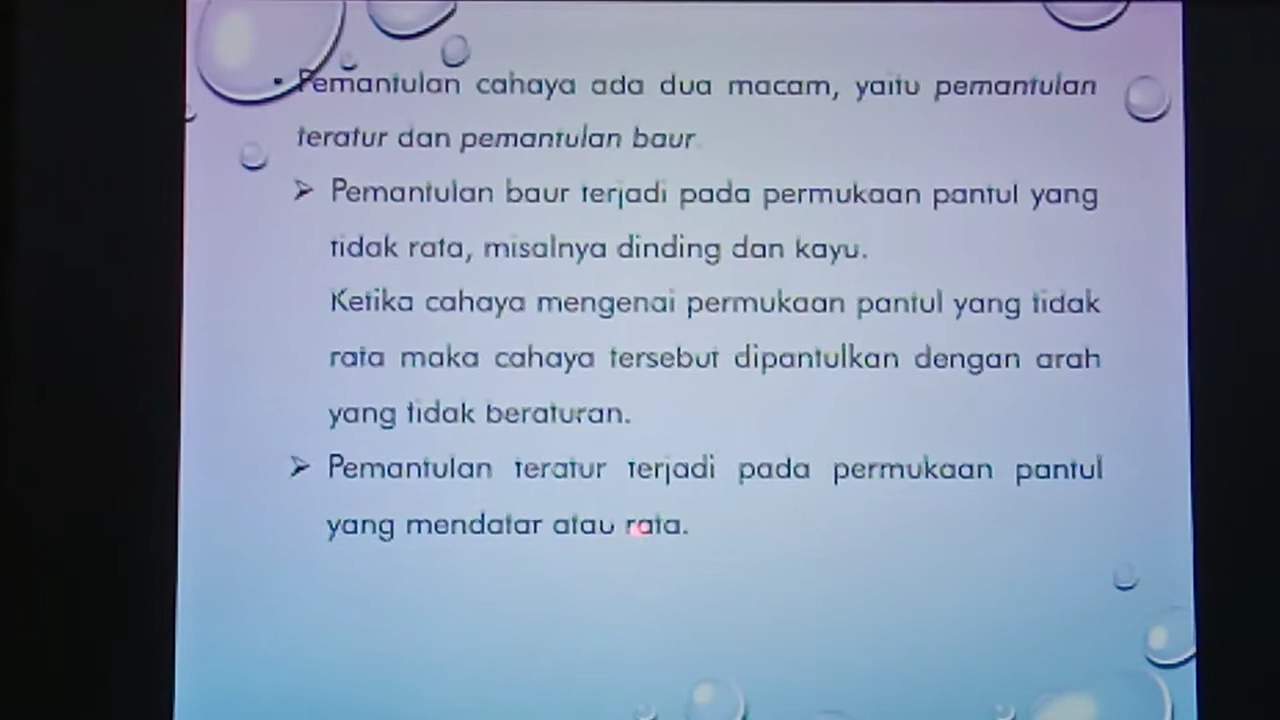 • Pemantulan cahaya ada dua macam, yaitu pemantulan
teratur dan pemantulan baur.
➢ Pemantulan baur terjadi pada permukaan pantul yang
tidak rata, misalnya dinding dan kayu.
Ketika cahaya mengenai permukaan pantul yang tidak
rata maka cahaya tersebut dipantulkan dengan arah
yang tidak beraturan.
➢ Pemantulan teratur terjadi pada permukaan pantul
yang mendatar atau rata.